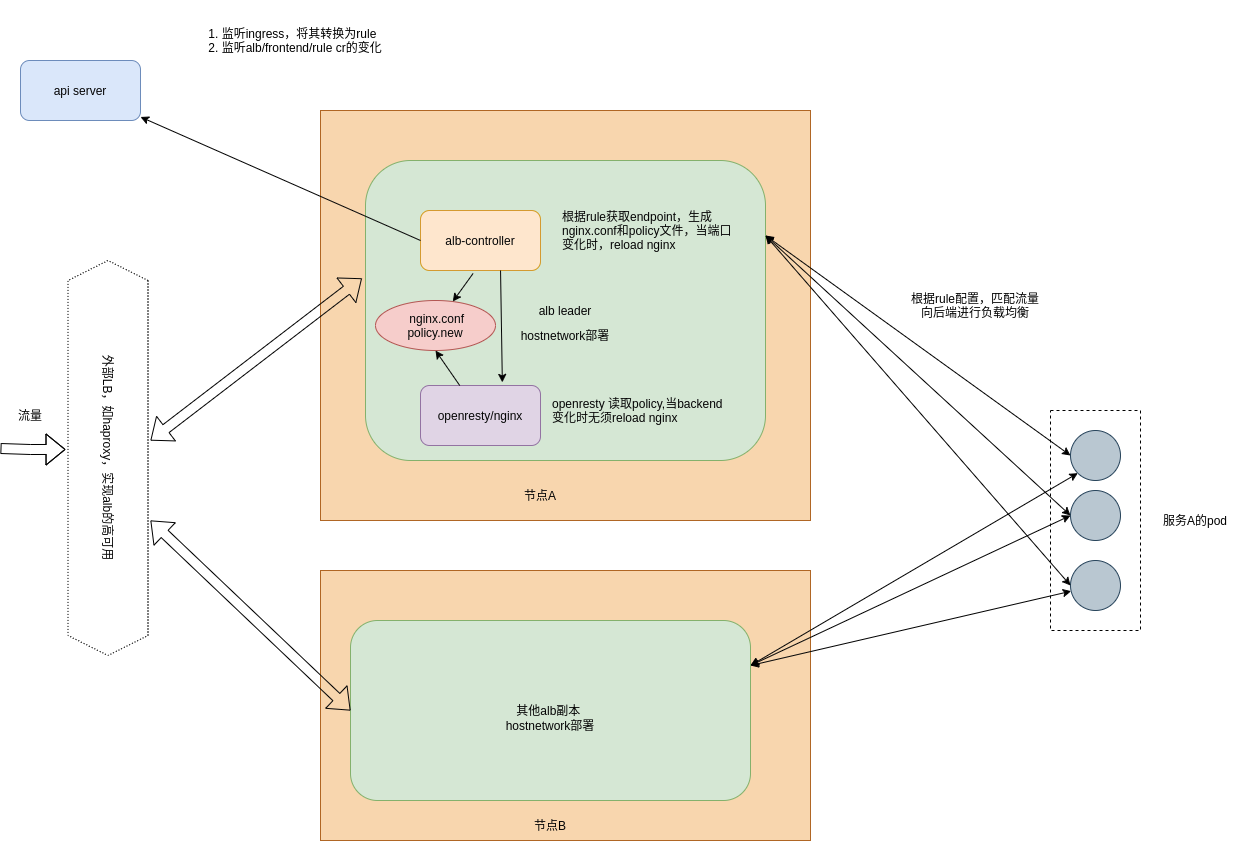 1. 监听ingress，将其转换为rule
2. 监听alb/frontend/rule cr的变化
api server
alb-controller
根据rule获取endpoint，生成
nginx.conf和policy文件，当端口
变化时，reload nginx
nginx.conf
policy.new
alb leader
hostnetwork部署
openresty/nginx
openresty 读取policy,当backend
变化时无须reload nginx
节点A
流量
外部LB，如haproxy，实现alb的高可用
根据rule配置，匹配流量
向后端进行负载均衡
服务A的pod
其他alb副本
hostnetwork部署
节点B